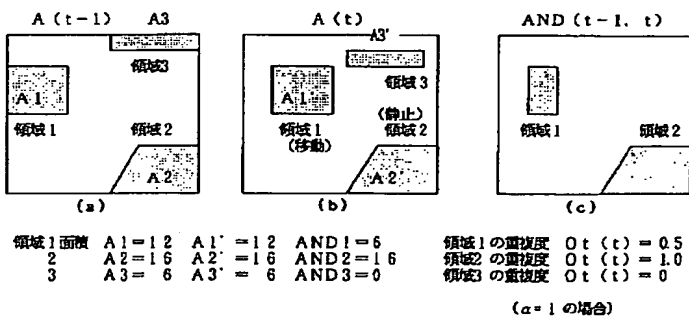 A (t−1) A3
A (t)
AND (t−1, t)
A3'
領域3
領域3
A1
A1'
(静止)
領域1
領域2
領域1
領域2
領域1
領域2
(移動)
A2
A2'
(a)
(b)
(c)
領域1面積 A1=12 A1'=12 AND1=6
2 A2=16 A2'=16 AND2=16
3 A3= 6 A3'= 6 AND3=0
領域1の重複度 Ot (t) = 0.5
領域2の重複度 Ot (t) = 1.0
領域3の重複度 Ot (t) = 0
(α=1の場合)